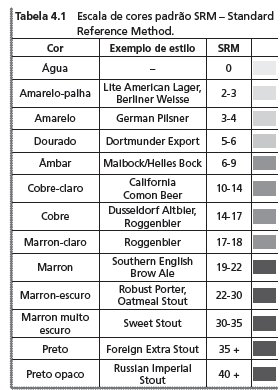 Tabela 4.1 Escala de cores padrão SRM – Standard
Reference Method.
Cor Exemplo de estilo SRM
Água – 0
Amarelo-palha Lite American Lager, Berliner Weisse 2-3
Amarelo German Pilsner 3-4
Dourado Dortmunder Export 5-6
Âmbar Maibock/Helles Bock 6-9
Cobre-claro California Comon Beer 10-14
Cobre Dusseldorf Altbier, Roggenbier 14-17
Marron-claro Roggenbier 17-18
Marron Southern English Brow Ale 19-22
Marron-escuro Robust Porter, Oatmeal Stout 22-30
Marron muito escuro Sweet Stout 30-35
Preto Foreign Extra Stout 35 +
Preto opaco Russian Imperial Stout 40 +